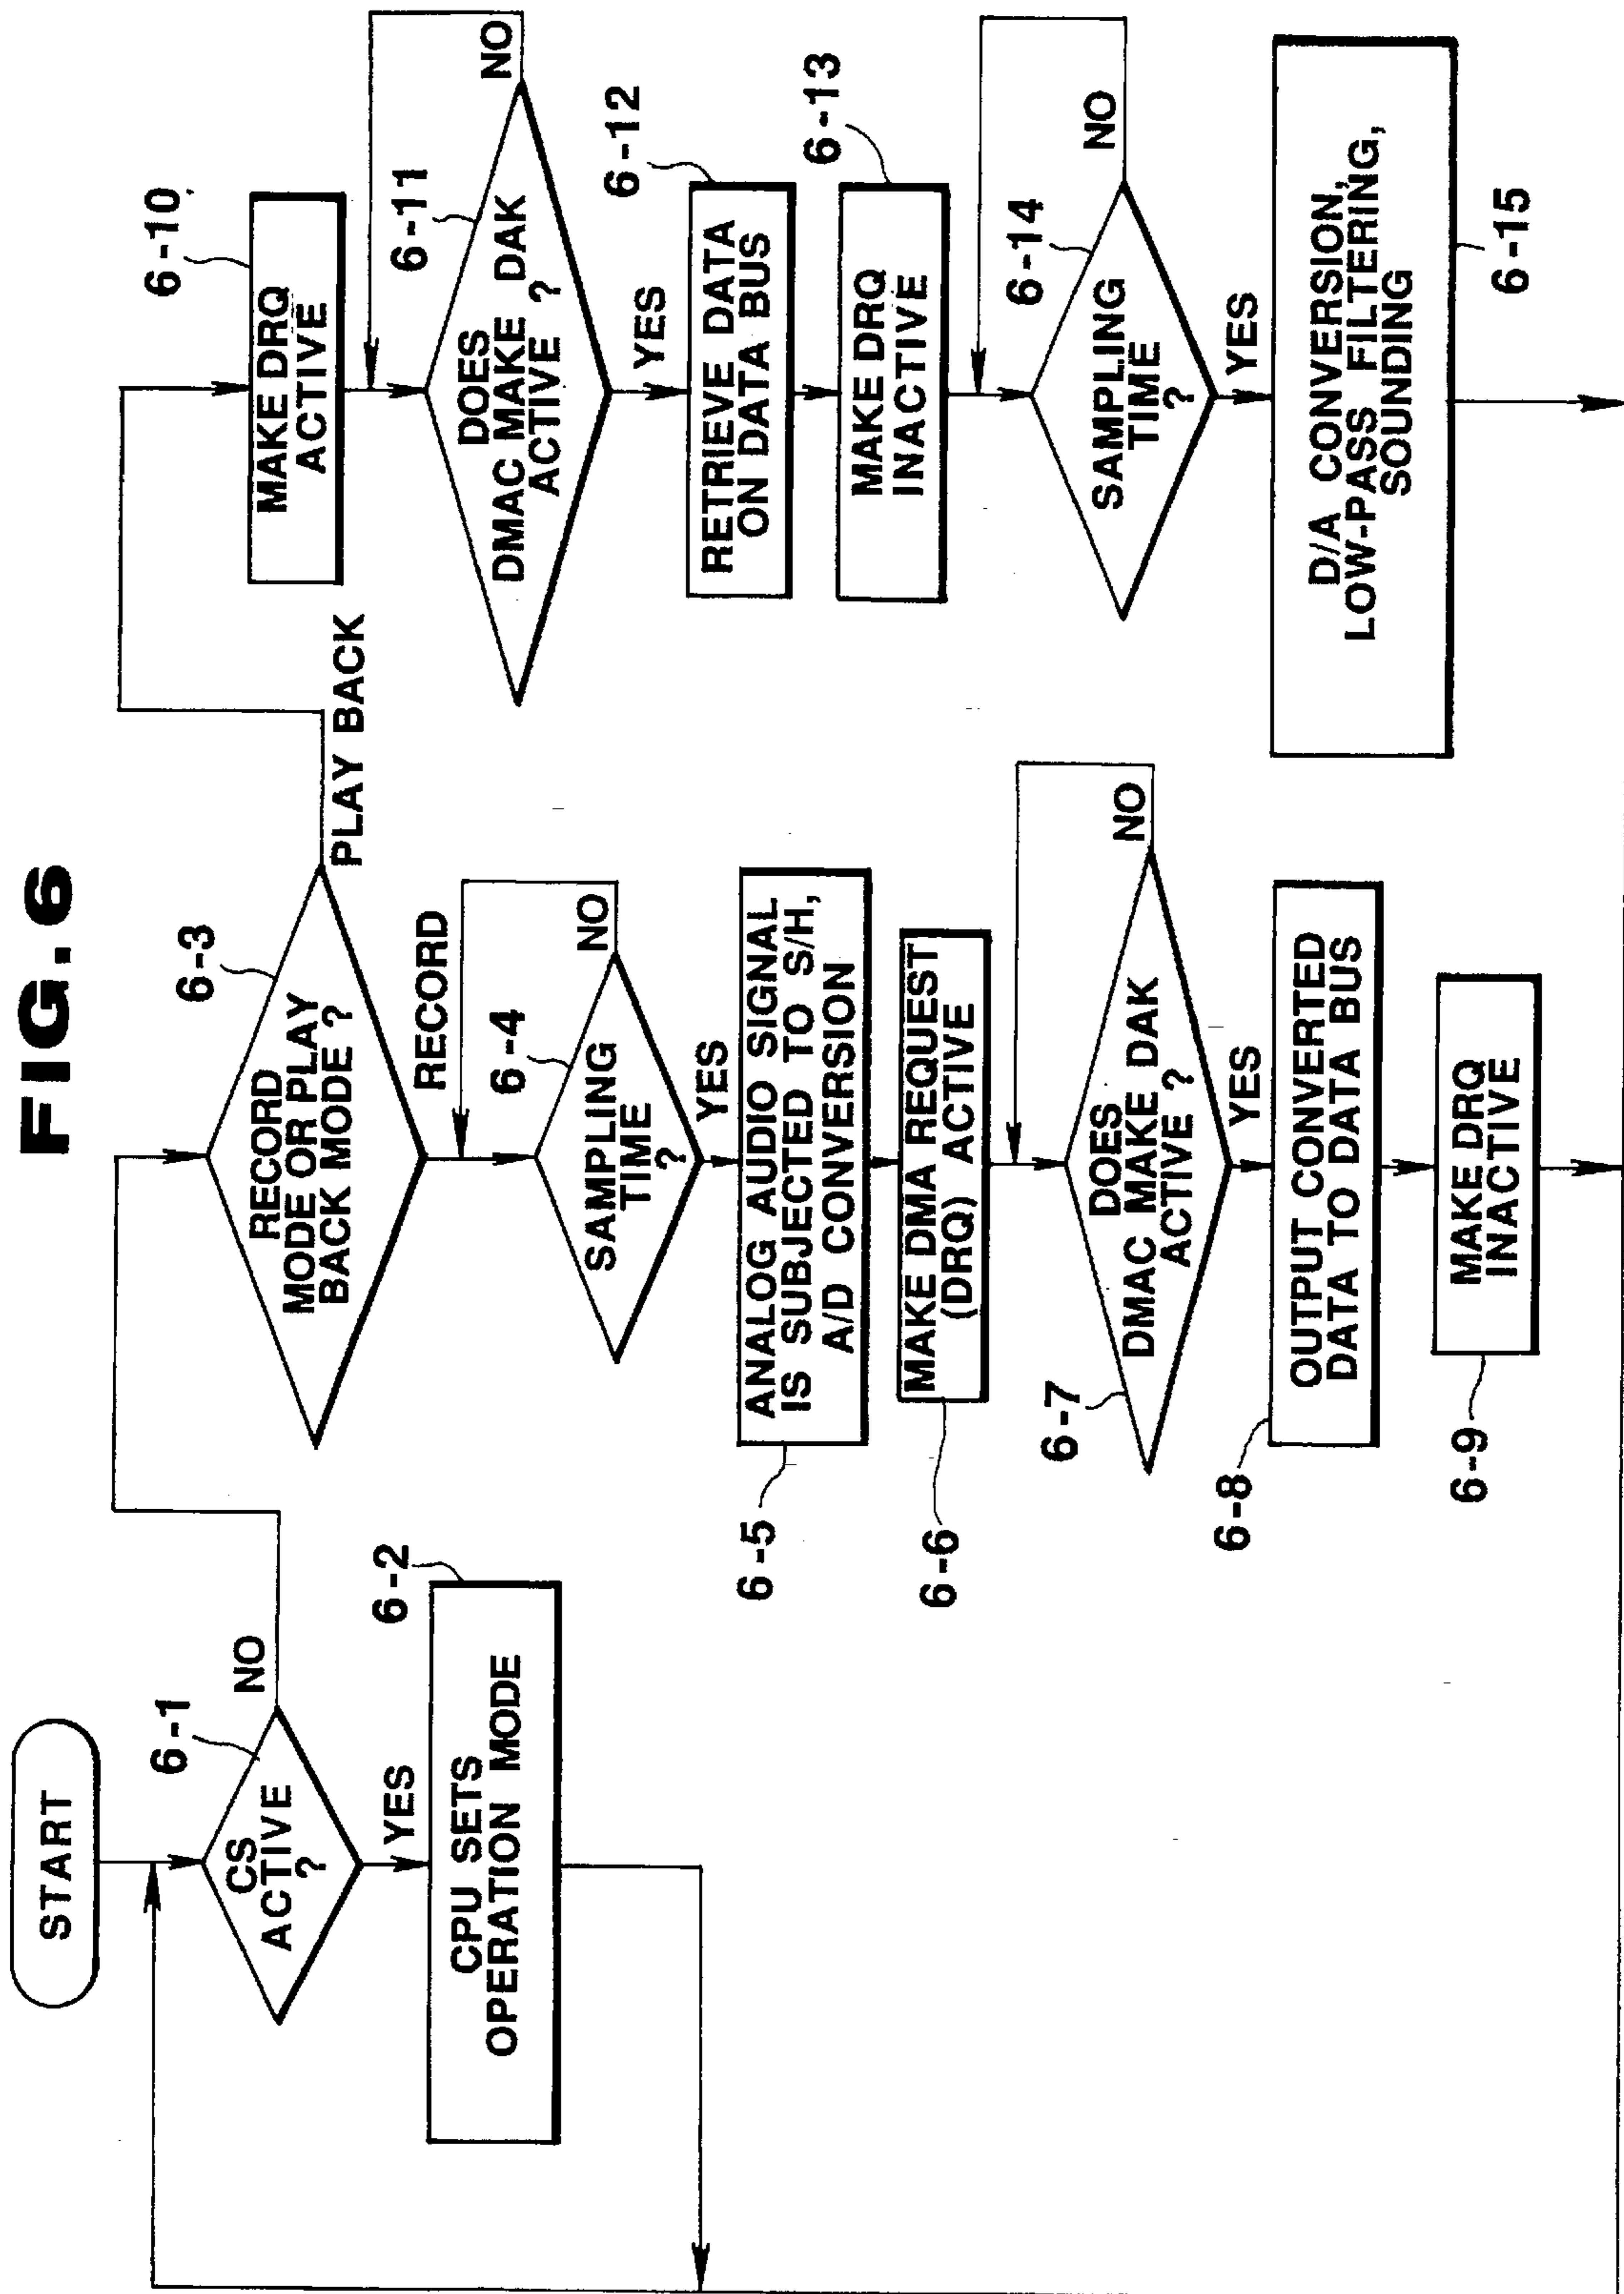 FIG. 6
START
6-1
CS
ACTIVE
?
NO
YES
6-2
CPU SETS
OPERATION MODE
6-3
RECORD
MODE OR PLAY
BACK MODE ?
PLAY BACK
RECORD
6-4
SAMPLING
TIME
?
NO
YES
6-5
ANALOG AUDIO SIGNAL
IS SUBJECTED TO S/H,
A/D CONVERSION
6-6
MAKE DMA REQUEST
(DRQ) ACTIVE
6-7
DOES
DMAC MAKE DAK
ACTIVE ?
NO
YES
6-8
OUTPUT CONVERTED
DATA TO DATA BUS
6-9
MAKE DRQ
INACTIVE
6-10
MAKE DRQ
ACTIVE
6-11
DOES
DMAC MAKE DAK
ACTIVE ?
NO
YES
6-12
RETRIEVE DATA
ON DATA BUS
6-13
MAKE DRQ
INACTIVE
6-14
SAMPLING
TIME
?
NO
YES
D/A CONVERSION,
LOW-PASS FILTERING,
SOUNDING
6-15